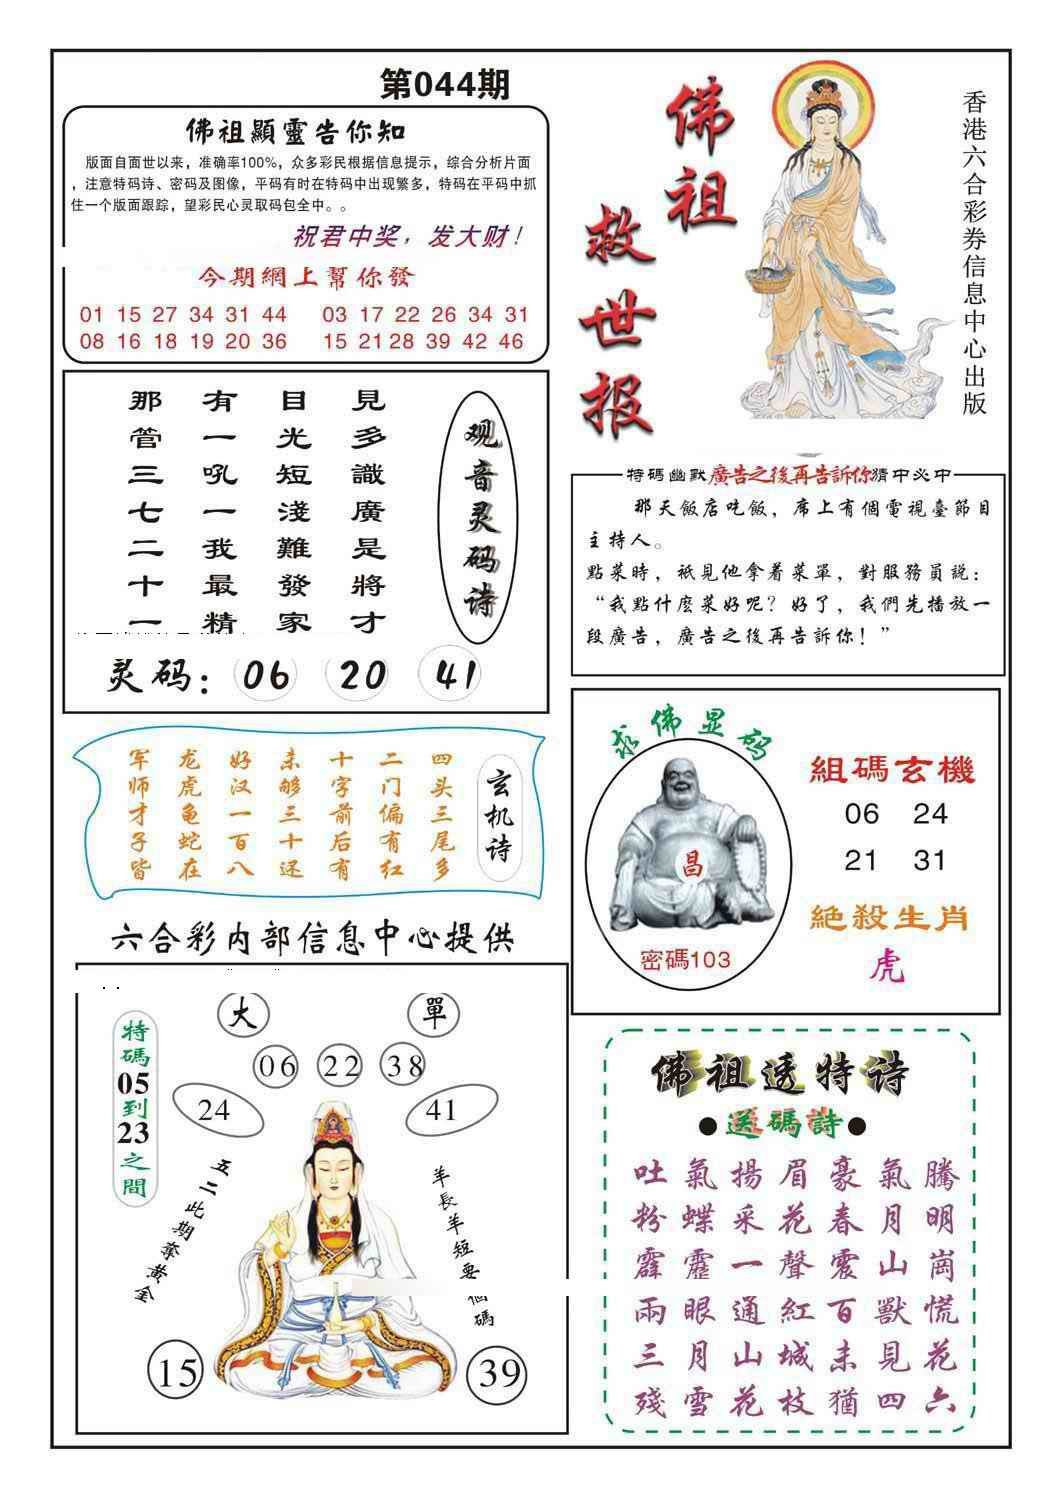 第044期
佛祖顯靈告你知
版面自面世以来，准确率100%，众多彩民根据信息提示，综合分析片面
，注意特码诗、密码及图像，平码有时在特码中出现繁多，特码在平码中抓
住一个版面跟踪，望彩民心灵取码包全中。。
祝君中奖，发大财！
今期網上幫你發
01 15 27 34 31 44 03 17 22 26 34 31
08 16 18 19 20 36 15 21 28 39 42 46
佛祖
救世报
香港六合彩券信息中心出版
观音灵码诗
見多識廣是將才
目光短淺難發家
有一吼一我最精
那管三七二十一
灵码：06 20 41
特碼幽默廣告之後再告訴你猜中必中
那天飯店吃飯，席上有個電視臺節目
主持人。
點菜時，衹見他拿着菜單，對服務員説：
“我點什麼菜好呢？好了，我們先播放一
段廣告，廣告之後再告訴你！”
玄机诗
四头三尾多
二门偏有红
十字前后有
未够三十还
好汉一百八
龙虎龟蛇在
军师才子皆
求佛显码
昌
密碼103
組碼玄機
06 24
21 31
絕殺生肖
虎
六合彩内部信息中心提供
特碼05到23之間
大 單
06 22 38
24 41
五二此期奪黄金
羊長羊短要個碼
15 39
佛祖透特诗
●送碼詩●
吐氣揚眉豪氣騰
粉蝶采花春月明
霹靂一聲震山崗
兩眼通紅百獸慌
三月山城未見花
殘雪花枝猶四六